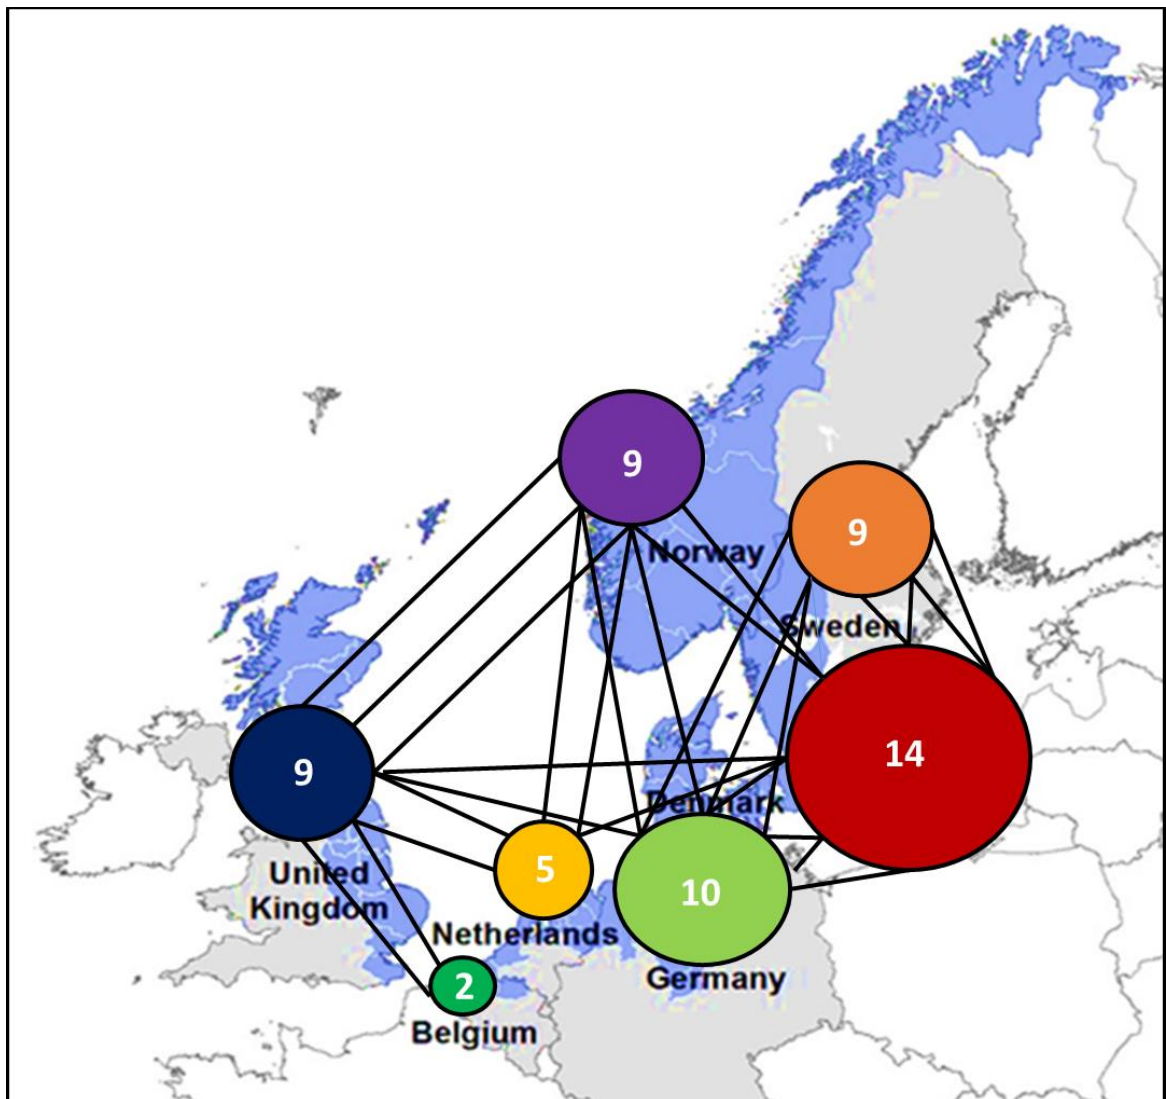 9
Norway
9
Sweden
14
9
Denmark
5
10
United
Kingdom
Netherlands
Germany
2
Belgium